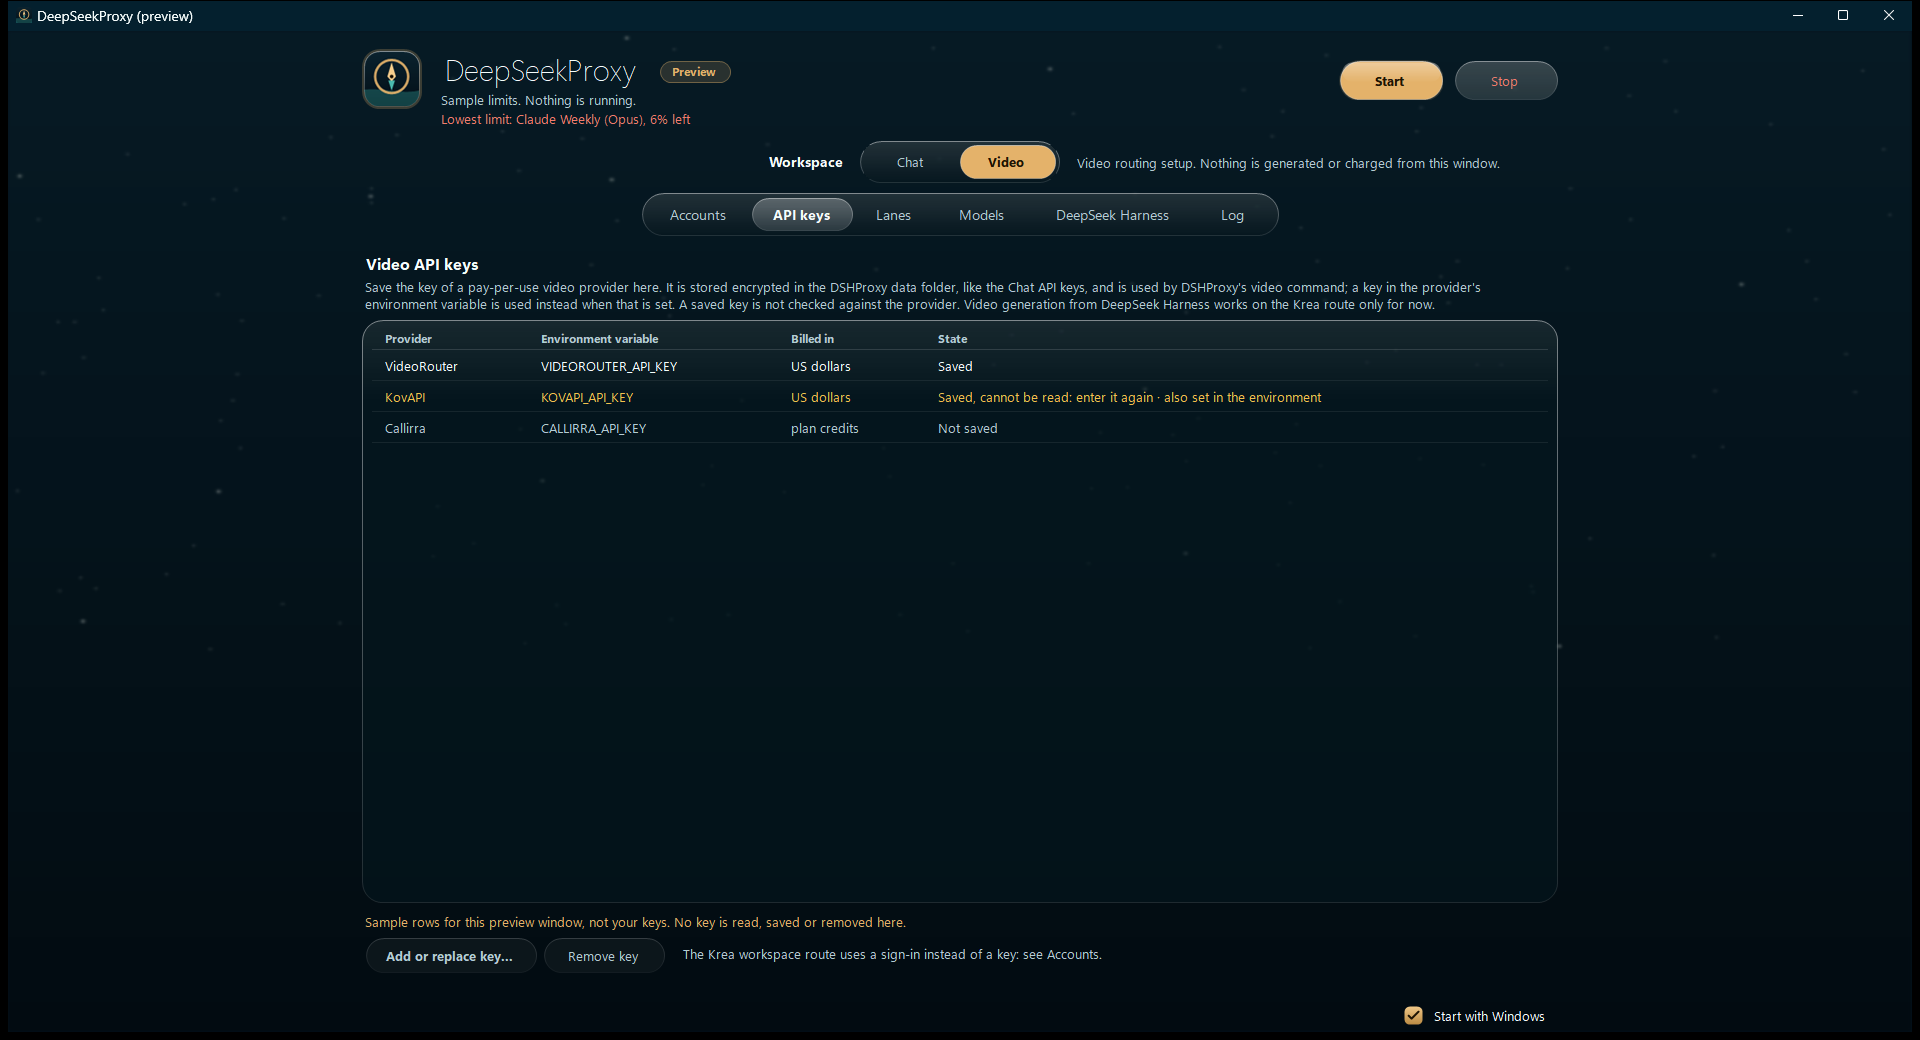 DeepSeekProxy (preview)
DeepSeekProxy Preview
Start Stop
Sample limits. Nothing is running.
Lowest limit: Claude Weekly (Opus), 6% left
Workspace Chat Video Video routing setup. Nothing is generated or charged from this window.
Accounts API keys Lanes Models DeepSeek Harness Log
Video API keys
Save the key of a pay-per-use video provider here. It is stored encrypted in the DSHProxy data folder, like the Chat API keys, and is used by DSHProxy's video command; a key in the provider's
environment variable is used instead when that is set. A saved key is not checked against the provider. Video generation from DeepSeek Harness works on the Krea route only for now.
Provider Environment variable Billed in State
VideoRouter VIDEOROUTER_API_KEY US dollars Saved
KovAPI KOVAPI_API_KEY US dollars Saved, cannot be read: enter it again · also set in the environment
Callirra CALLIRRA_API_KEY plan credits Not saved
Sample rows for this preview window, not your keys. No key is read, saved or removed here.
Add or replace key... Remove key The Krea workspace route uses a sign-in instead of a key: see Accounts.
Start with Windows